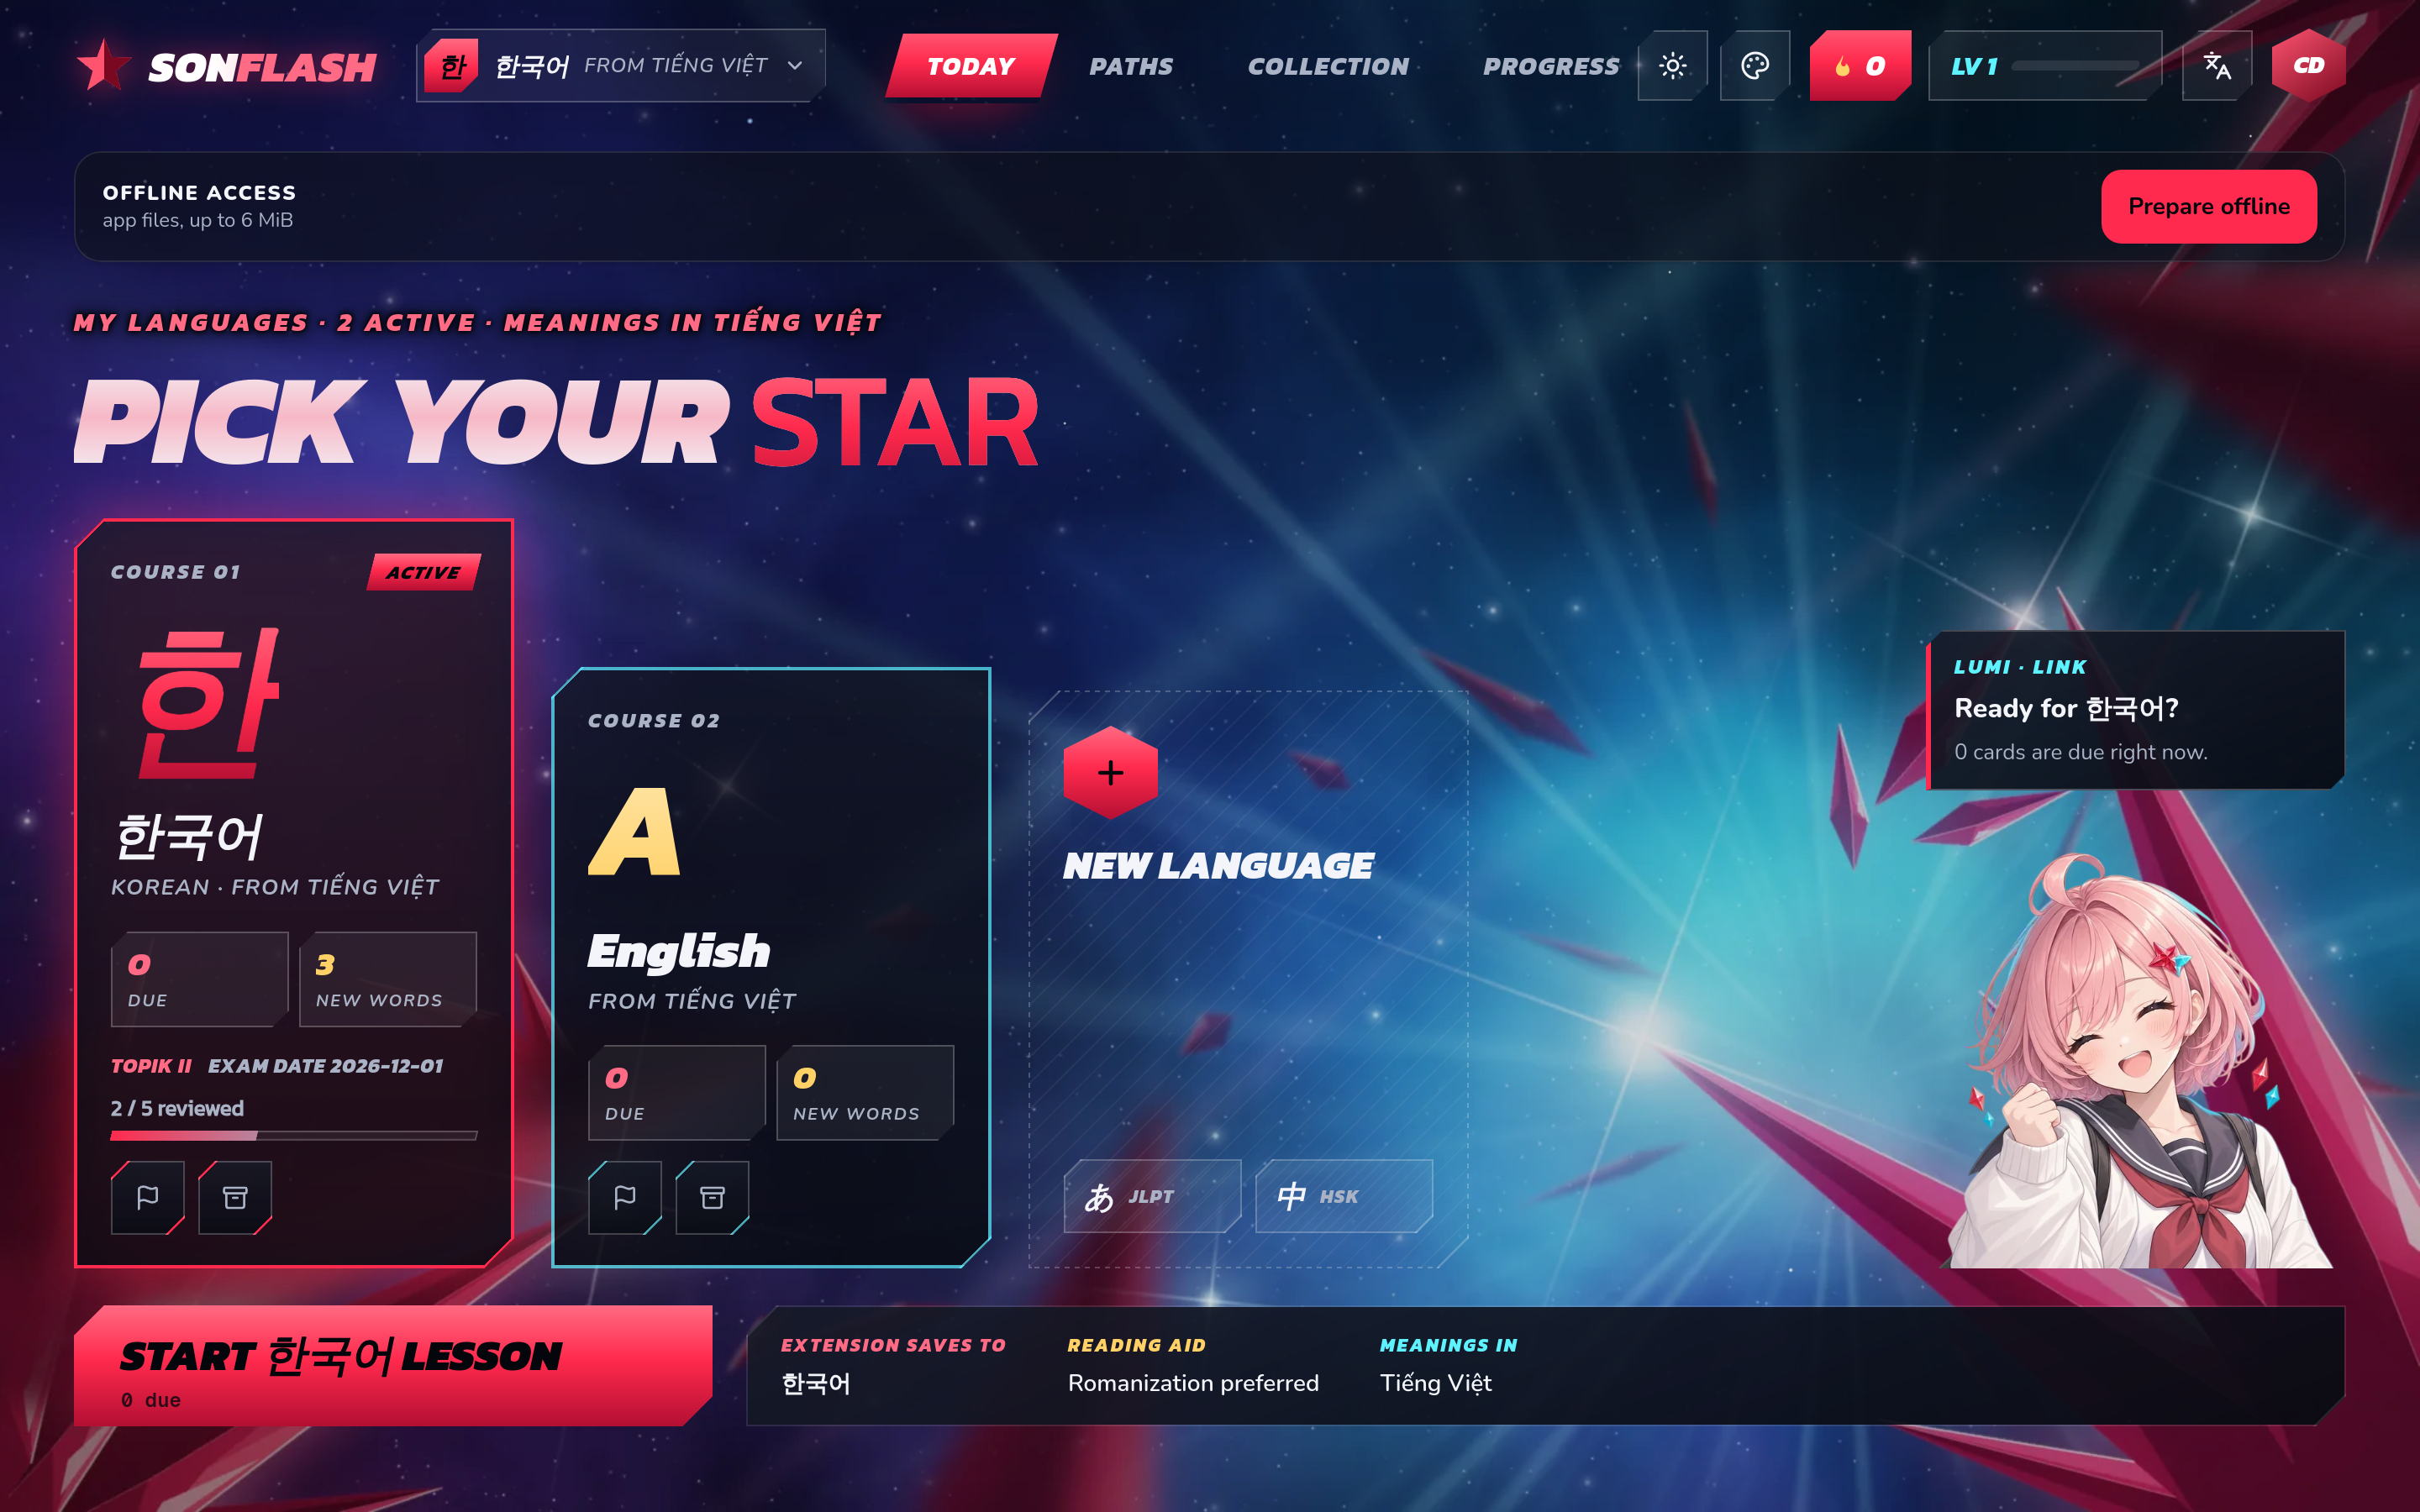 SONFLASH
한 한국어 FROM TIẾNG VIỆT
TODAY
PATHS
COLLECTION
PROGRESS
0
LV 1
CD
OFFLINE ACCESS
app files, up to 6 MiB
Prepare offline
MY LANGUAGES · 2 ACTIVE · MEANINGS IN TIẾNG VIỆT
PICK YOUR STAR
COURSE 01
ACTIVE
한
한국어
KOREAN · FROM TIẾNG VIỆT
0
DUE
3
NEW WORDS
TOPIK II EXAM DATE 2026-12-01
2 / 5 reviewed
COURSE 02
A
English
FROM TIẾNG VIỆT
0
DUE
0
NEW WORDS
+
NEW LANGUAGE
あ JLPT
中 HSK
LUMI · LINK
Ready for 한국어?
0 cards are due right now.
START 한국어 LESSON
0 due
EXTENSION SAVES TO
한국어
READING AID
Romanization preferred
MEANINGS IN
Tiếng Việt